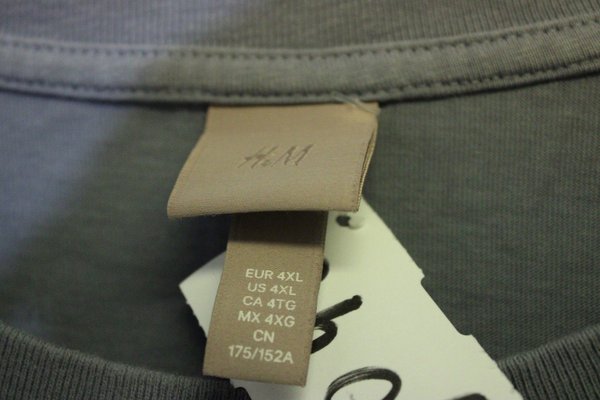 H&M
EUR 4XL
US 4XL
CA 4TG
MX 4XG
CN
175/152A